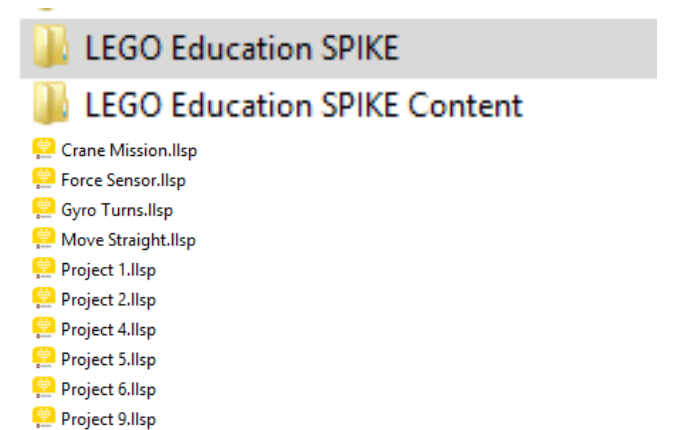 LEGO Education SPIKE
LEGO Education SPIKE Content
Crane Mission.llsp
Force Sensor.llsp
Gyro Turns.llsp
Move Straight.llsp
Project 1.llsp
Project 2.llsp
Project 4.llsp
Project 5.llsp
Project 6.llsp
Project 9.llsp